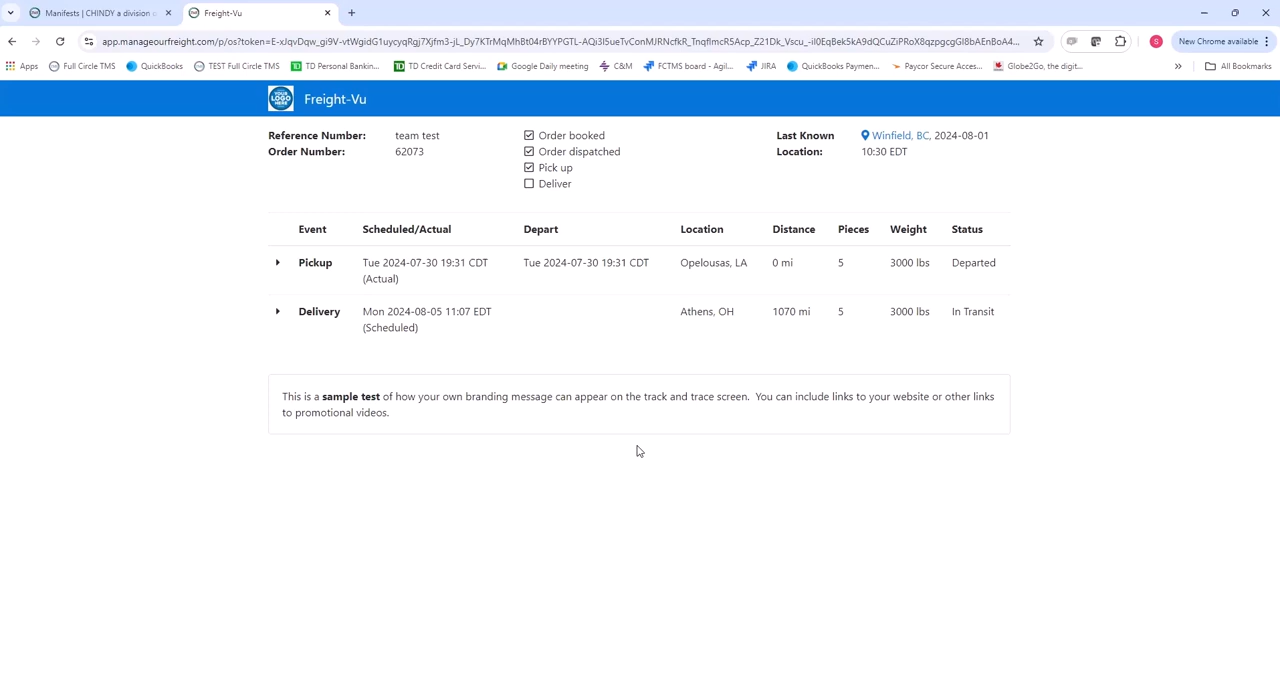 Manifests | CHINDY a division o
Freight-Vu
app.manageourfreight.com/p/os?token=
New Chrome available
Apps
Full Circle TMS
QuickBooks
TEST Full Circle TMS
TD Personal Bankin...
TD Credit Card Servi...
Google Daily meeting
C&M
FCTMS board - Agil...
JIRA
QuickBooks Paymen...
Paycor Secure Acces...
Globe2Go, the digit...
All Bookmarks
YOUR LOGO HERE
Freight-Vu
Reference Number: team test
Order Number: 62073
Order booked
Order dispatched
Pick up
Deliver
Last Known Winfield, BC, 2024-08-01
Location: 10:30 EDT
Event Scheduled/Actual Depart Location Distance Pieces Weight Status
Pickup Tue 2024-07-30 19:31 CDT Tue 2024-07-30 19:31 CDT Opelousas, LA 0 mi 5 3000 lbs Departed
(Actual)
Delivery Mon 2024-08-05 11:07 EDT Athens, OH 1070 mi 5 3000 lbs In Transit
(Scheduled)
This is a sample test of how your own branding message can appear on the track and trace screen. You can include links to your website or other links
to promotional videos.